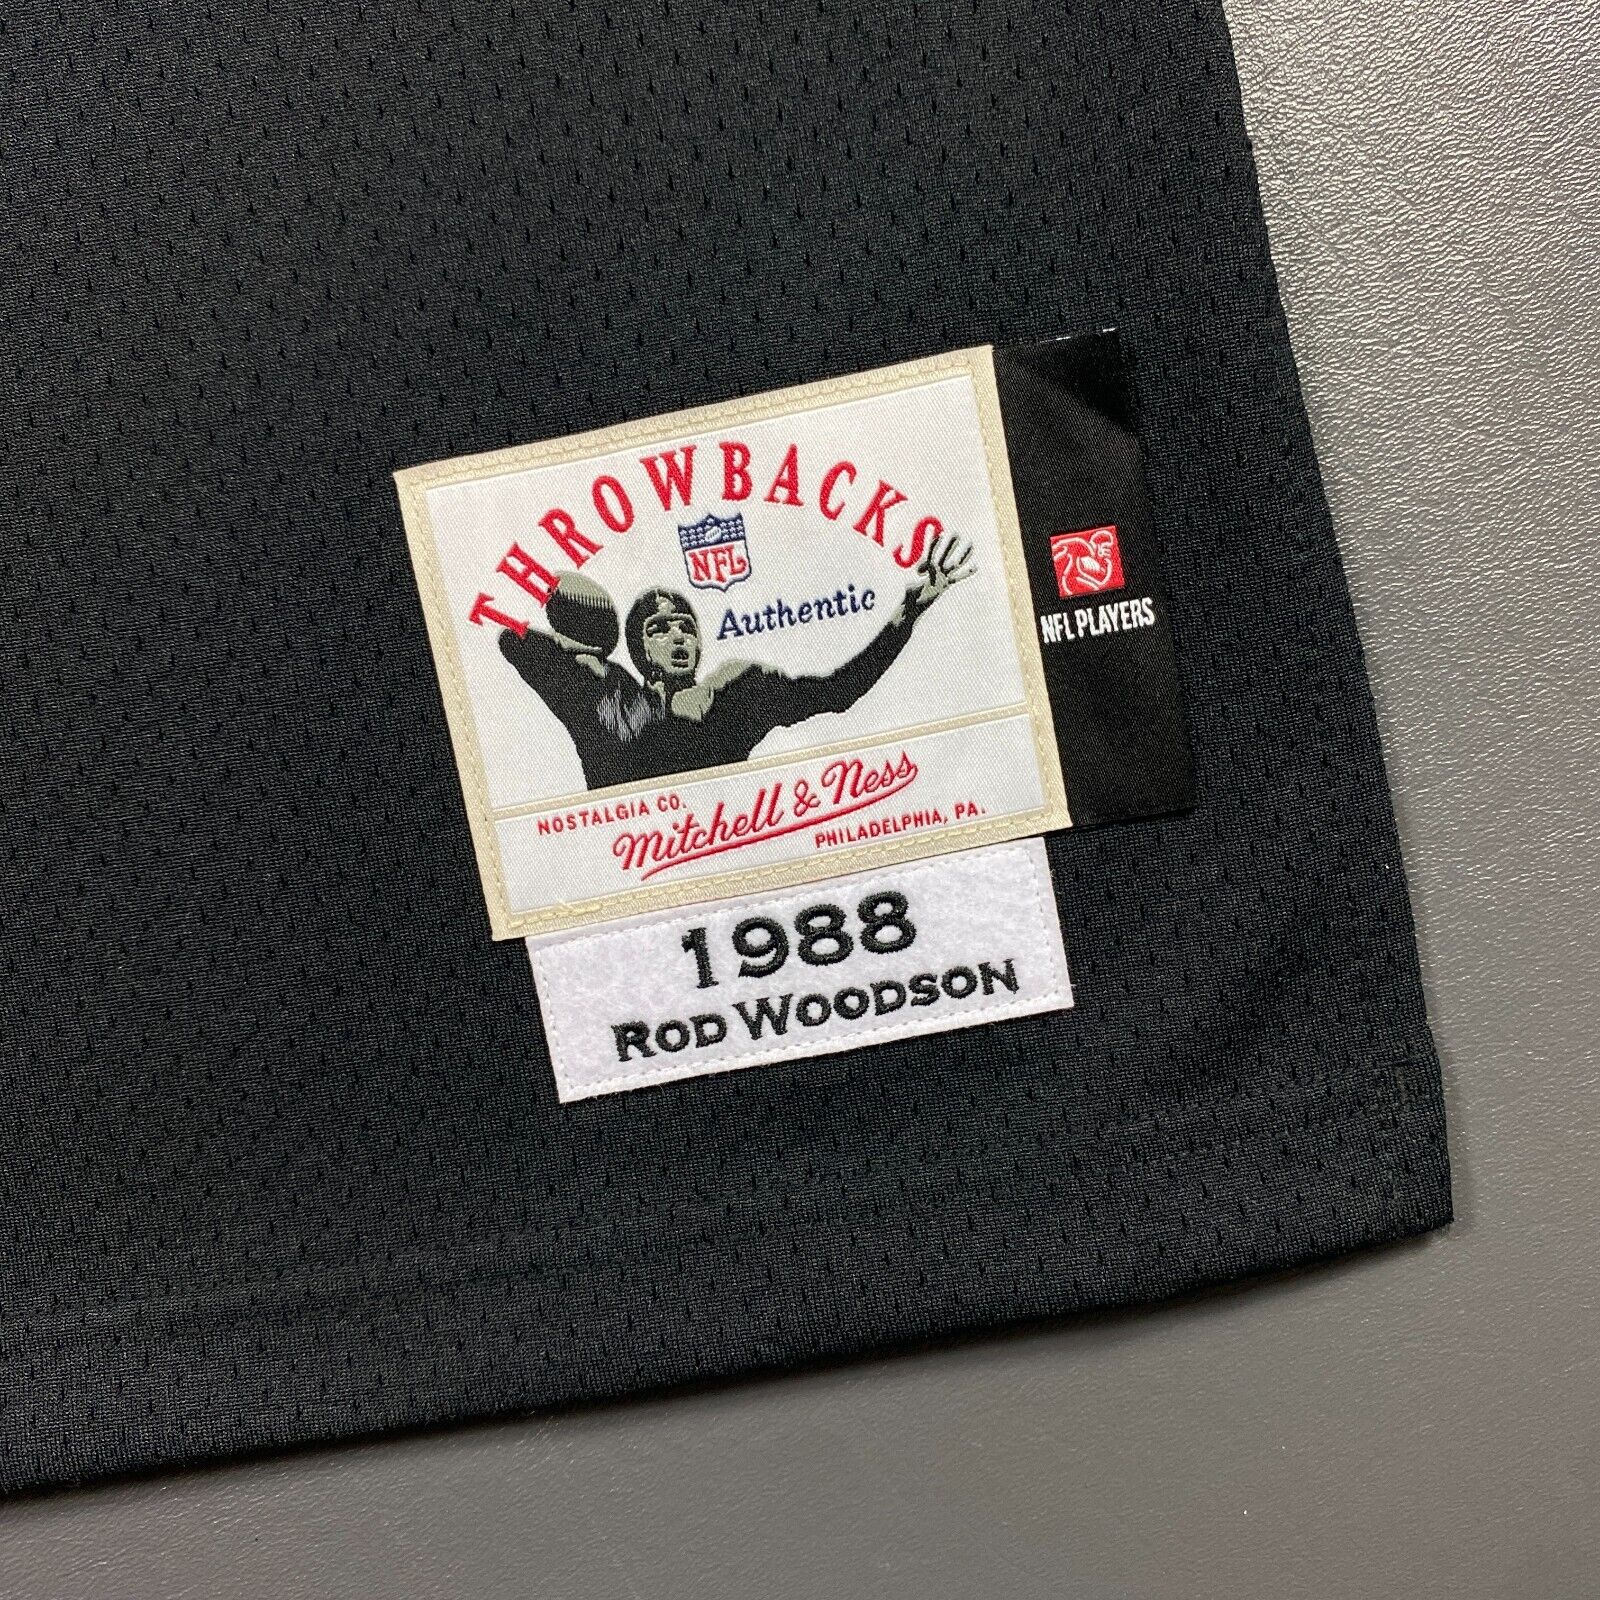 THROWBACKS
NFL
Authentic
NFL PLAYERS
NOSTALGIA CO.
Mitchell & Ness
PHILADELPHIA, PA.
1988
ROD WOODSON